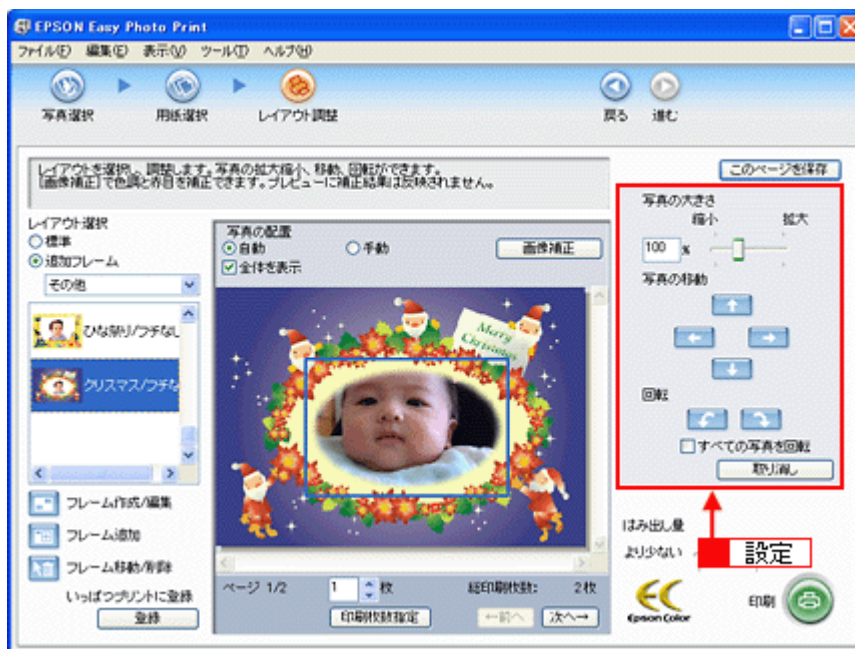 EPSON Easy Photo Print
ファイル(F) 編集(E) 表示(V) ツール(T) ヘルプ(H)
写真選択 用紙選択 レイアウト調整 戻る 進む
レイアウトを選択し、調整します。写真の拡大縮小、移動、回転ができます。
[画像補正]で色調と赤目を補正できます。プレビューに補正結果は反映されません。
このページを保存
レイアウト選択
標準
追加フレーム
その他
ひな祭り/フチなし
クリスマス/フチな
フレーム作成/編集
フレーム追加
フレーム移動/削除
いっぱつプリントに登録
登録
写真の配置
自動 手動 画像補正
全体を表示
Merry
Christmas
ページ 1/2 1 枚 総印刷枚数: 2枚
印刷枚数指定 ←前へ 次へ→
写真の大きさ
縮小 拡大
100 %
写真の移動
回転
すべての写真を回転
取り消し
はみ出し量
より少ない
設定
Epson Color
印刷